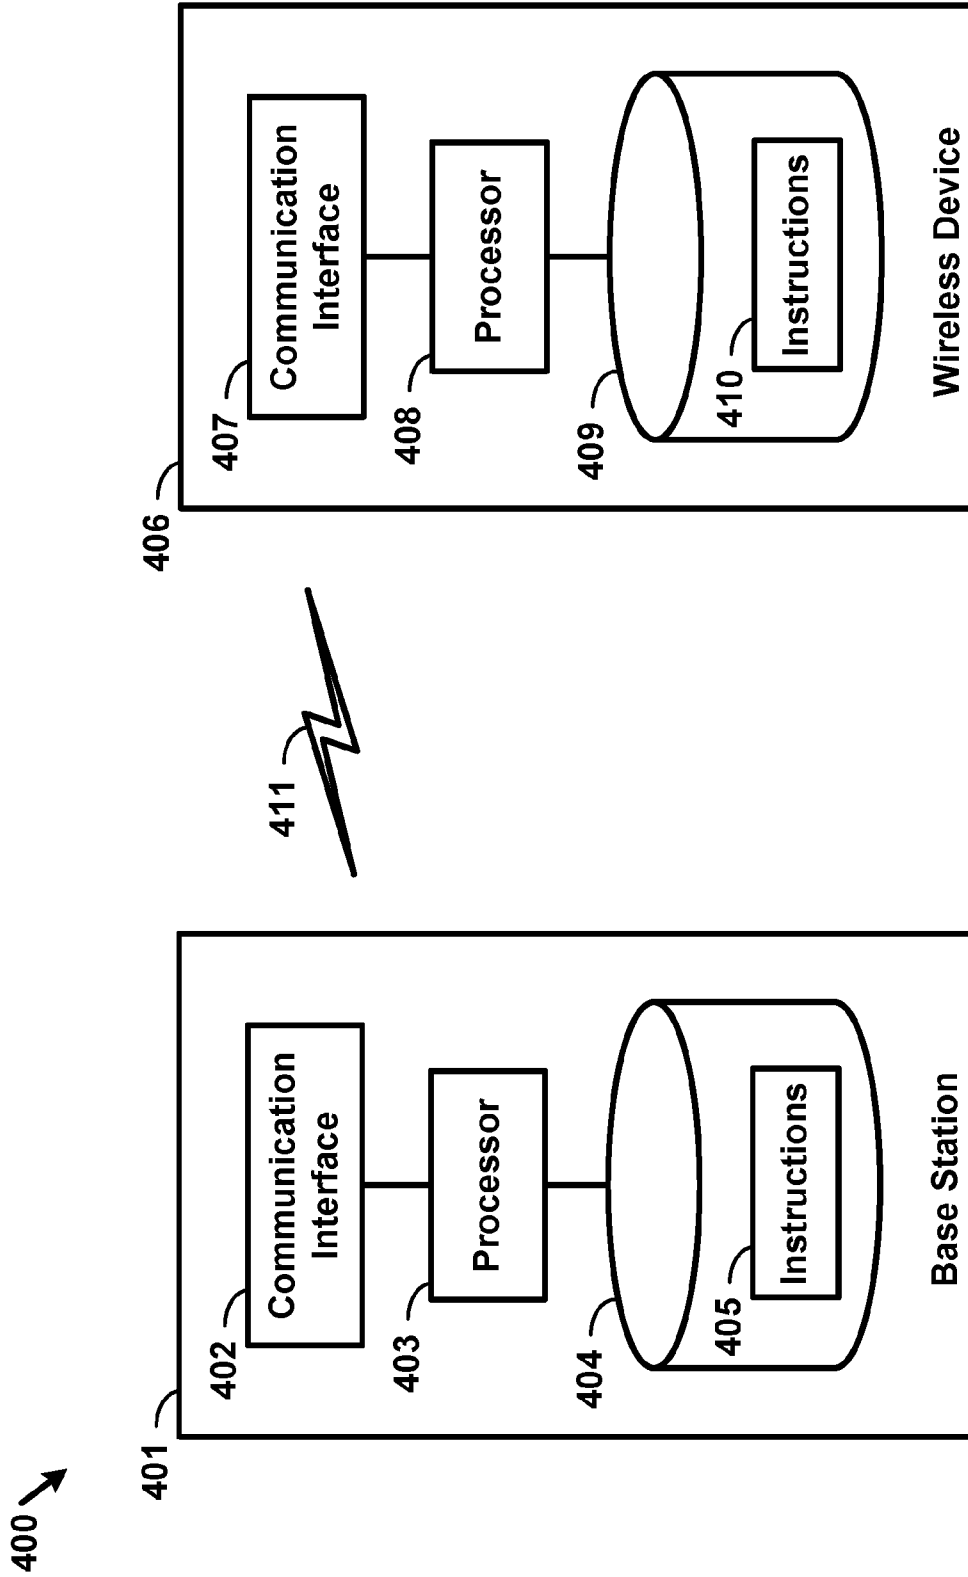 400
401
402
Communication
Interface
403
Processor
404
405
Instructions
Base Station
411
406
407
Communication
Interface
408
Processor
409
410
Instructions
Wireless Device